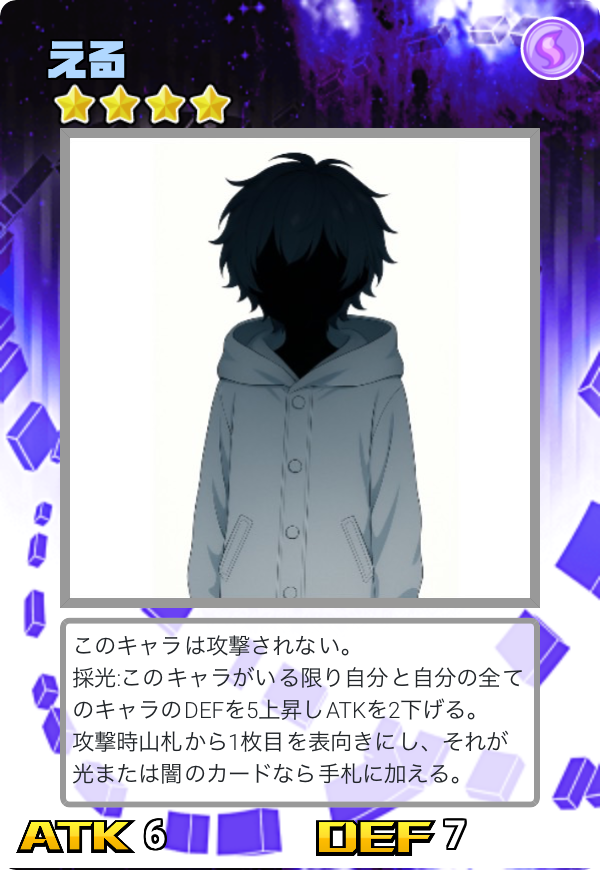 える
このキャラは攻撃されない。
採光:このキャラがいる限り自分と自分の全て
のキャラのDEFを5上昇しATKを2下げる。
攻撃時山札から1枚目を表向きにし、それが
光または闇のカードなら手札に加える。
ATK 6 DEF 7